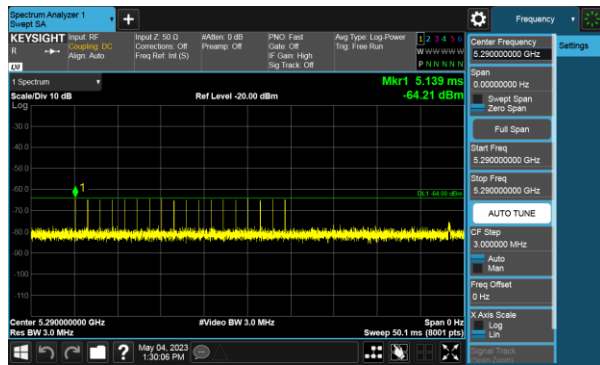 Spectrum Analyzer 1
Swept SA
Frequency
KEYSIGHT
R
Input: RF
Coupling: DC
Align: Auto
Input Z: 50 Ω
Corrections: Off
Freq Ref: Int (S)
#Atten: 0 dB
Preamp: Off
PNO: Fast
Gate: Off
IF Gain: High
Sig Track: Off
Avg Type: Log-Power
Trig: Free Run
1 2 3 4 5 6
W W W W W W
P N N N N N
LXI
Center Frequency
5.290000000 GHz
Settings
Span
0.00000000 Hz
Swept Span
Zero Span
Full Span
Start Freq
5.290000000 GHz
Stop Freq
5.290000000 GHz
AUTO TUNE
CF Step
3.000000 MHz
Auto
Man
Freq Offset
0 Hz
X Axis Scale
Log
Lin
Signal Track
(Span Zoom)
1 Spectrum
Scale/Div 10 dB
Ref Level -20.00 dBm
Mkr1 5.139 ms
-64.21 dBm
Log
-30.0
-40.0
-50.0
-60.0
-70.0
-80.0
-90.0
-100
-110
1
DL1 -64.00 dBm
Center 5.290000000 GHz
#Video BW 3.0 MHz
Span 0 Hz
Res BW 3.0 MHz
Sweep 50.1 ms (8001 pts)
?
May 04, 2023
1:30:06 PM